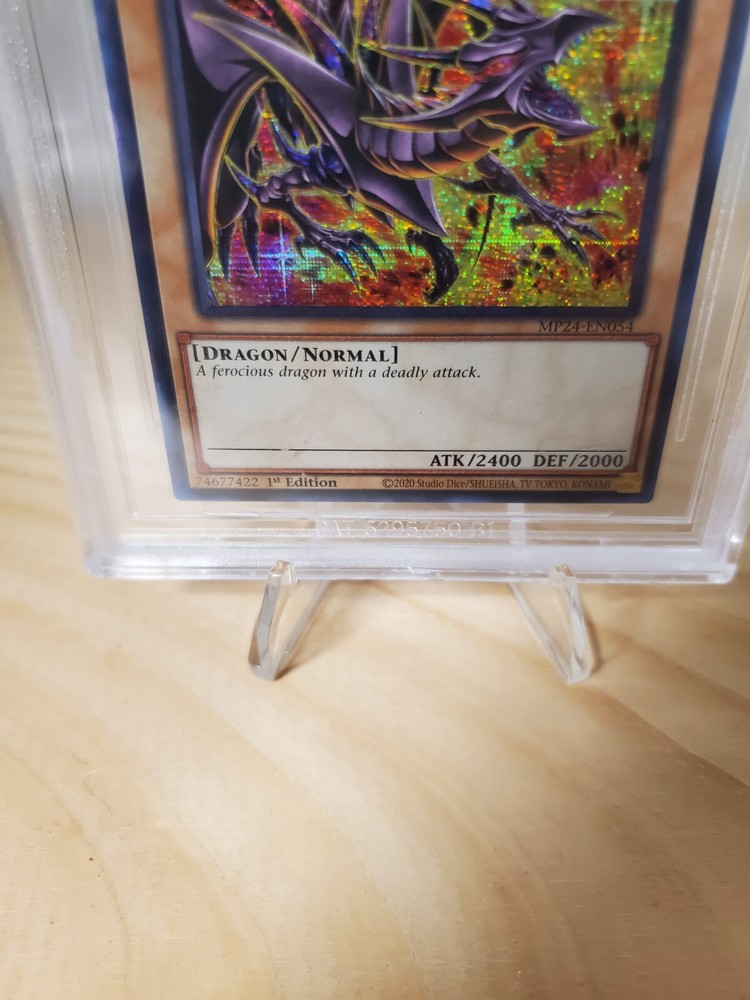 MP24-EN054
[DRAGON/NORMAL]
A ferocious dragon with a deadly attack.
ATK/2400 DEF/2000
74677422 1st Edition ©2020 Studio Dice/SHUEISHA, TV TOKYO, KONAMI